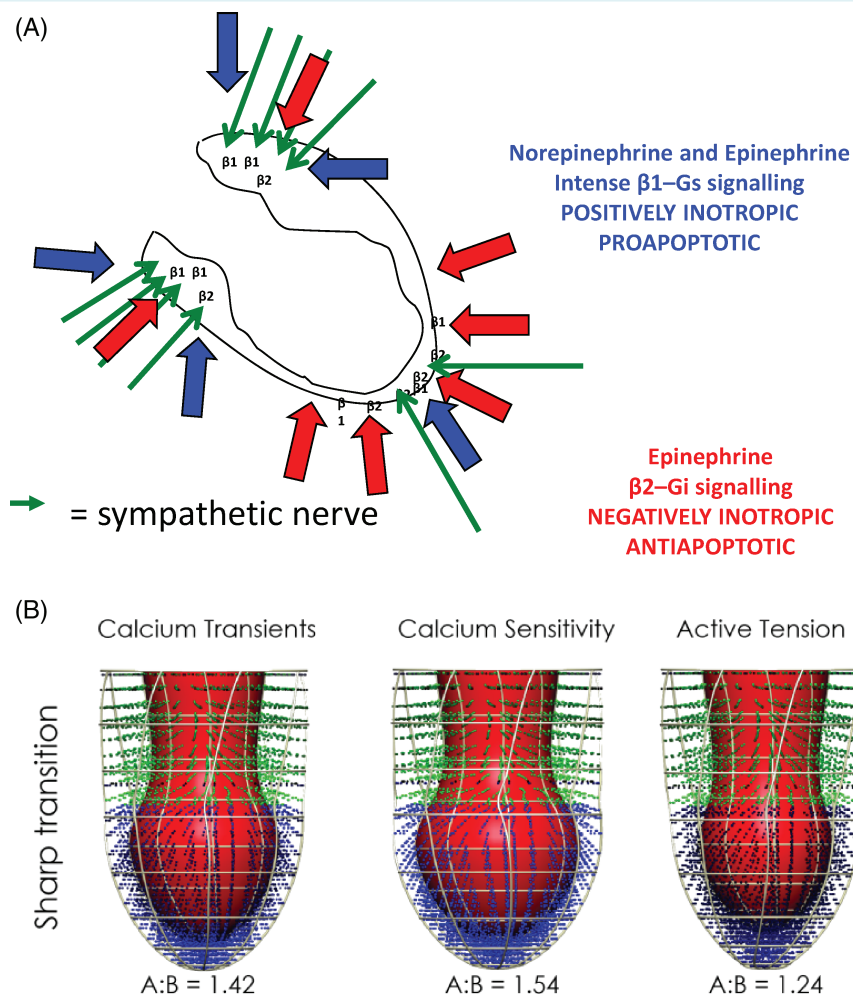 (A)
β1 β1
β2
Norepinephrine and Epinephrine
Intense β1–Gs signalling
POSITIVELY INOTROPIC
PROAPOPTOTIC
β1 β1
β2
β1
β2
β2
β1
β2
β
1
Epinephrine
β2–Gi signalling
NEGATIVELY INOTROPIC
ANTIAPOPTOTIC
= sympathetic nerve
(B)
Calcium Transients
Calcium Sensitivity
Active Tension
Sharp transition
A:B = 1.42
A:B = 1.54
A:B = 1.24